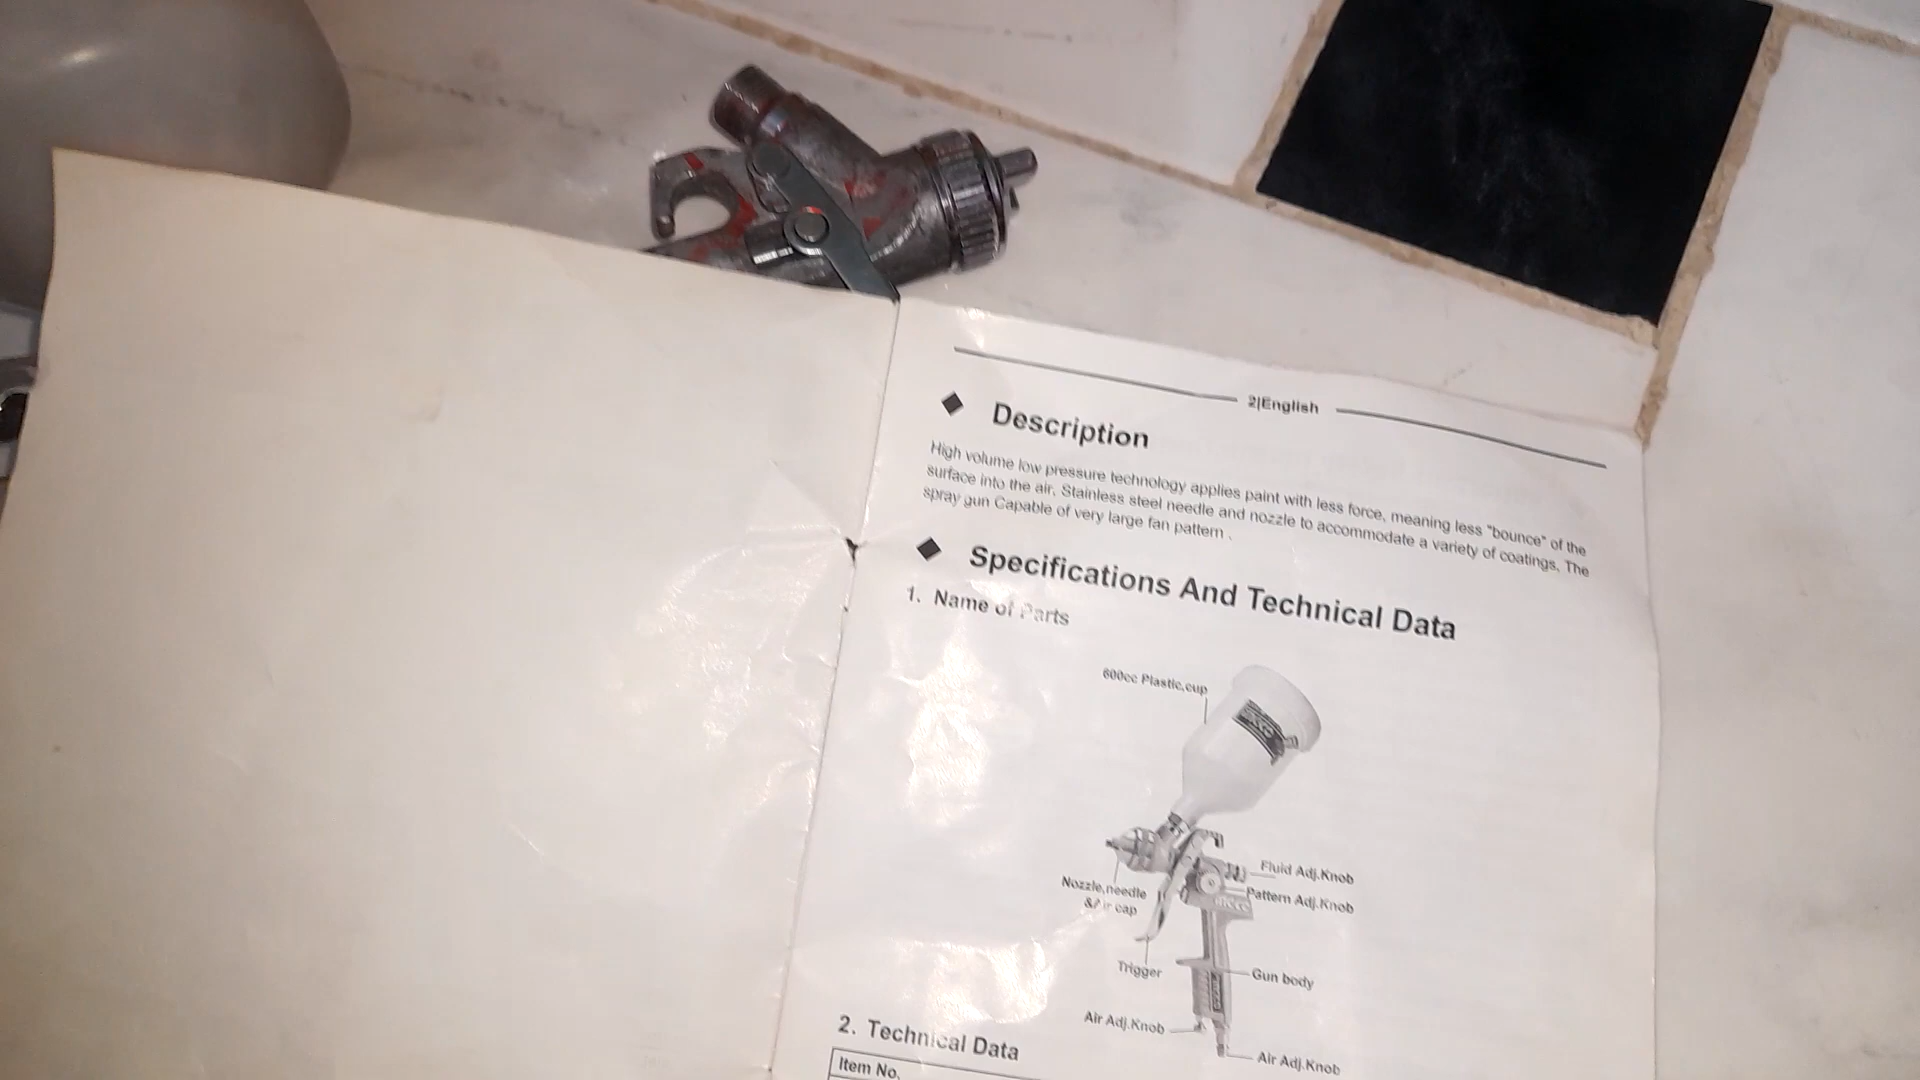 2|English
Description
High volume low pressure technology applies paint with less force, meaning less "bounce" of the
surface into the air. Stainless steel needle and nozzle to accommodate a variety of coatings, The
spray gun Capable of very large fan pattern .
Specifications And Technical Data
1. Name of Parts
600cc Plastic,cup
Fluid Adj.Knob
Pattern Adj.Knob
Nozzle,needle
cap
Trigger
Gun body
Air Adj.Knob
Air Adj.Knob
2. Technical Data
Item No.